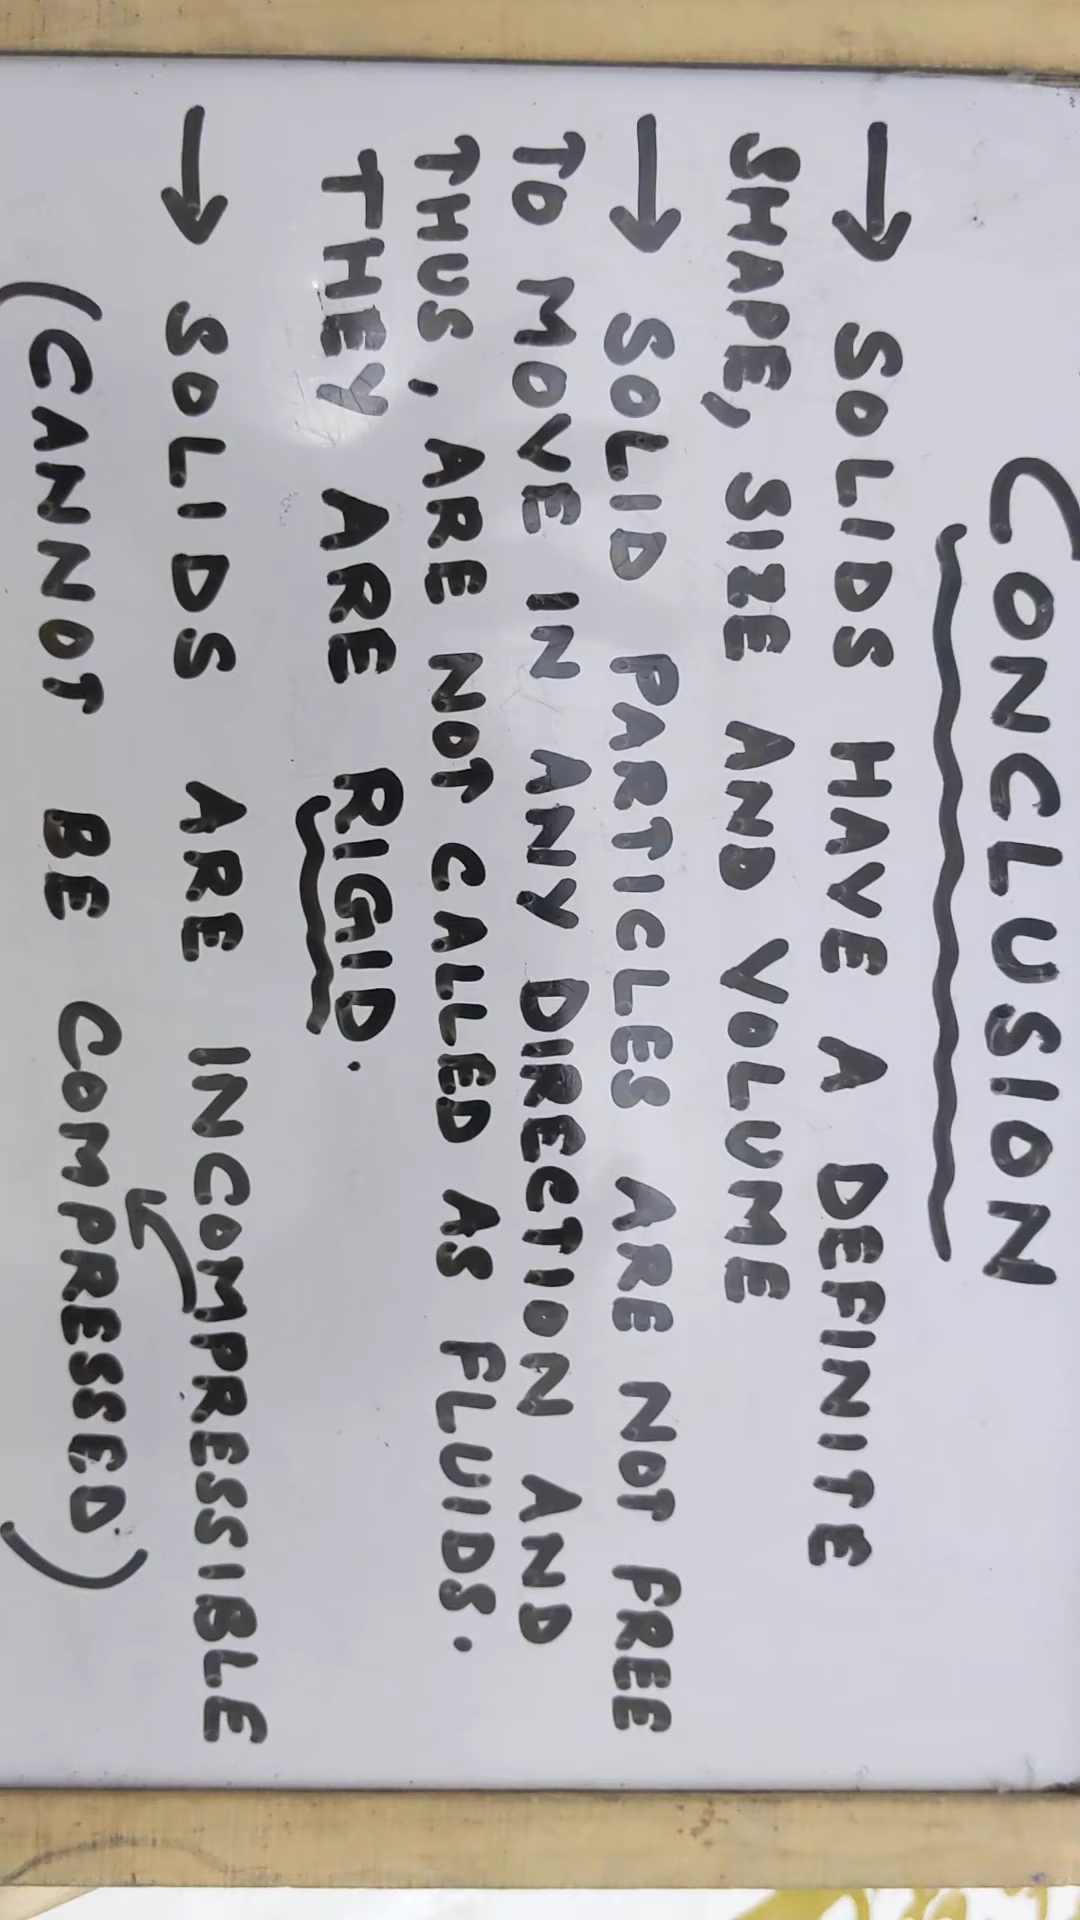 CONCLUSION
→ SOLIDS HAVE A DEFINITE
SHAPE, SIZE AND VOLUME
→ SOLID PARTICLES ARE NOT FREE
TO MOVE IN ANY DIRECTION AND
THUS, ARE NOT CALLED AS FLUIDS.
THEY ARE RIGID.
→ SOLIDS ARE INCOMPRESSIBLE
(CANNOT BE COMPRESSED)